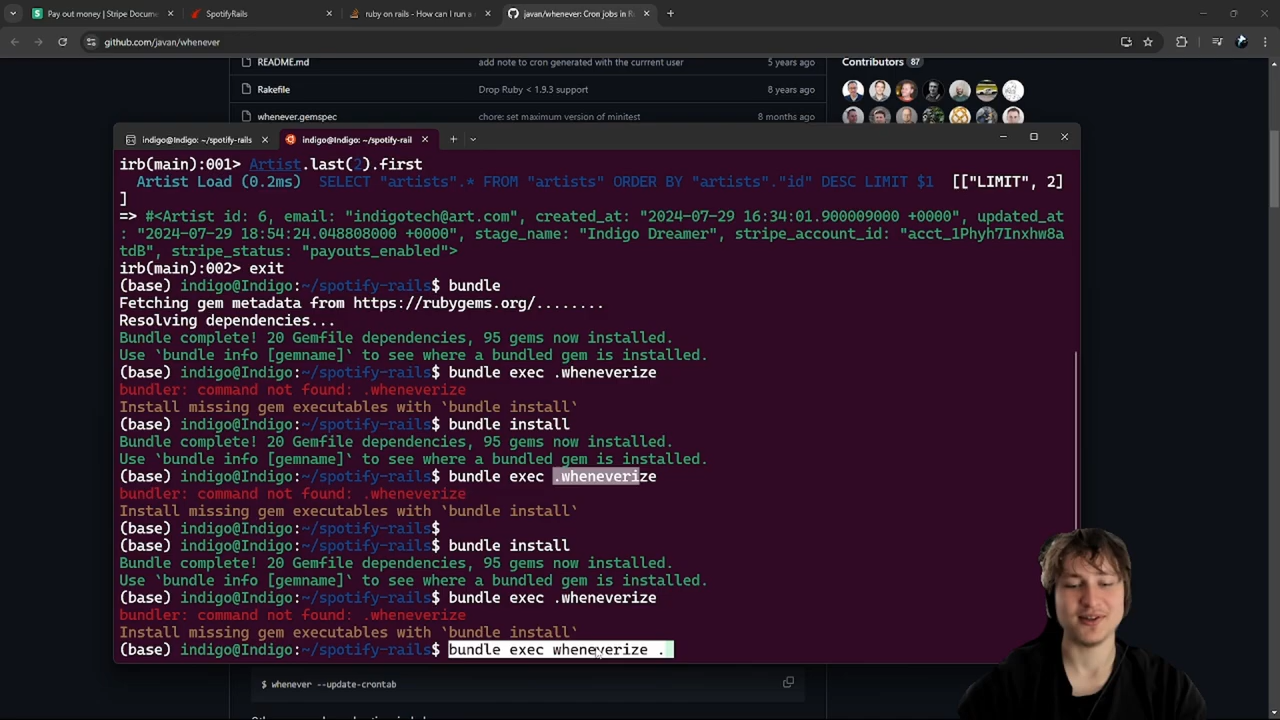 Pay out money | Stripe Docume
SpotifyRails
ruby on rails - How can I run a
javan/whenever: Cron jobs in R
github.com/javan/whenever
README.md add note to cron generated with the currrent user 5 years ago
Contributors 87
Rakefile Drop Ruby < 1.9.3 support 8 years ago
whenever.gemspec chore: set maximum version of minitest 8 months ago
indigo@Indigo: ~/spotify-rails
indigo@Indigo: ~/spotify-rail
irb(main):001> Artist.last(2).first
Artist Load (0.2ms) SELECT "artists".* FROM "artists" ORDER BY "artists"."id" DESC LIMIT $1 [["LIMIT", 2]
]
=> #<Artist id: 6, email: "indigotech@art.com", created_at: "2024-07-29 16:34:01.900009000 +0000", updated_at
: "2024-07-29 18:54:24.048808000 +0000", stage_name: "Indigo Dreamer", stripe_account_id: "acct_1Phyh7Inxhw8a
tdB", stripe_status: "payouts_enabled">
irb(main):002> exit
(base) indigo@Indigo:~/spotify-rails$ bundle
Fetching gem metadata from https://rubygems.org/........
Resolving dependencies...
Bundle complete! 20 Gemfile dependencies, 95 gems now installed.
Use `bundle info [gemname]` to see where a bundled gem is installed.
(base) indigo@Indigo:~/spotify-rails$ bundle exec .wheneverize
bundler: command not found: .wheneverize
Install missing gem executables with `bundle install`
(base) indigo@Indigo:~/spotify-rails$ bundle install
Bundle complete! 20 Gemfile dependencies, 95 gems now installed.
Use `bundle info [gemname]` to see where a bundled gem is installed.
(base) indigo@Indigo:~/spotify-rails$ bundle exec .wheneverize
bundler: command not found: .wheneverize
Install missing gem executables with `bundle install`
(base) indigo@Indigo:~/spotify-rails$
(base) indigo@Indigo:~/spotify-rails$ bundle install
Bundle complete! 20 Gemfile dependencies, 95 gems now installed.
Use `bundle info [gemname]` to see where a bundled gem is installed.
(base) indigo@Indigo:~/spotify-rails$ bundle exec .wheneverize
bundler: command not found: .wheneverize
Install missing gem executables with `bundle install`
(base) indigo@Indigo:~/spotify-rails$ bundle exec wheneverize .
$ whenever --update-crontab